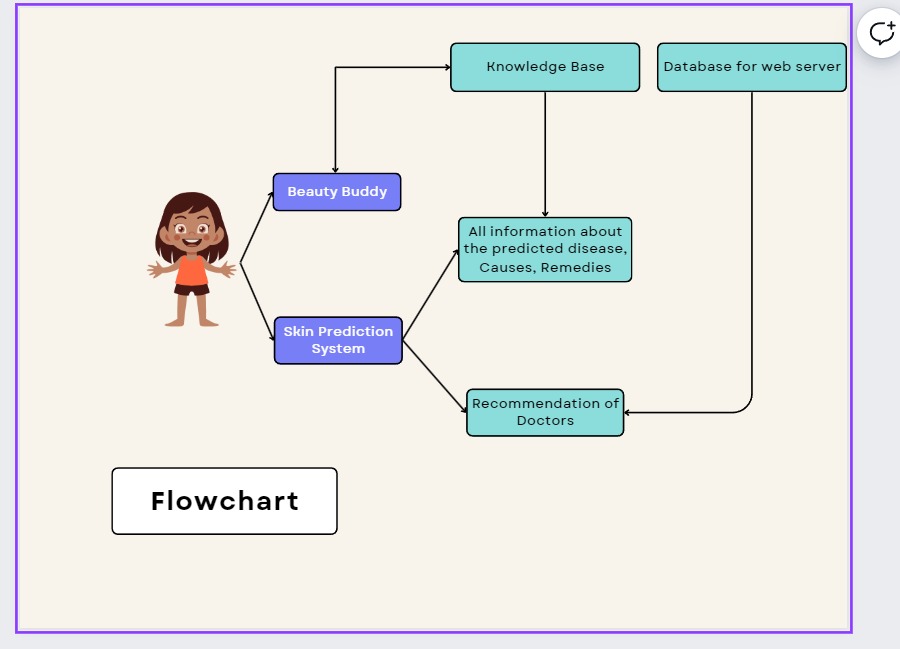 Knowledge Base
Database for web server
Beauty Buddy
All information about
the predicted disease,
Causes, Remedies
Skin Prediction
System
Recommendation of
Doctors
Flowchart